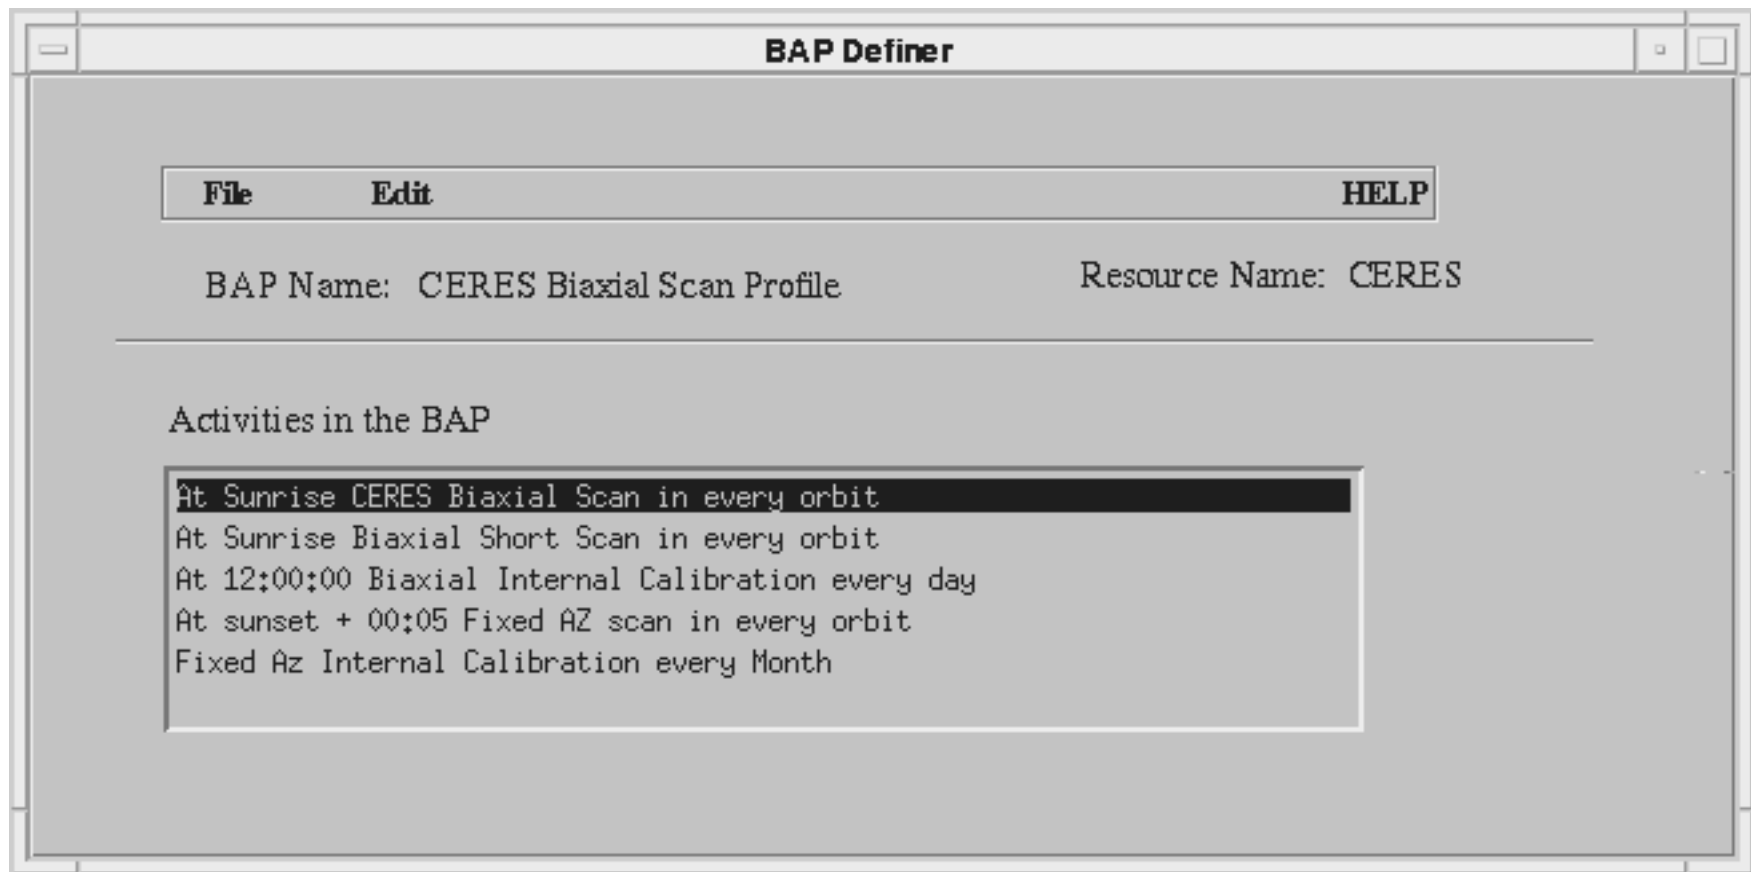 BAP Definer
File Edit HELP
BAP Name: CERES Biaxial Scan Profile Resource Name: CERES
Activities in the BAP
At Sunrise CERES Biaxial Scan in every orbit
At Sunrise Biaxial Short Scan in every orbit
At 12:00:00 Biaxial Internal Calibration every day
At sunset + 00:05 Fixed AZ scan in every orbit
Fixed Az Internal Calibration every Month